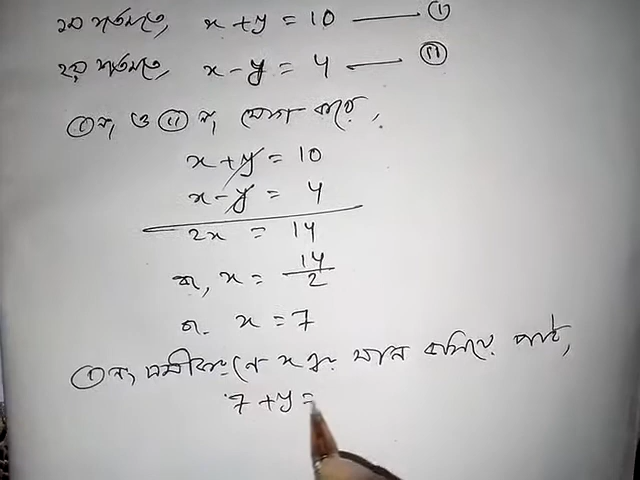 ১ম শর্তমতে, x + y = 10 —— (i)
২য় শর্তমতে, x - y = 4 —— (ii)
(i)নং ও (ii)নং যোগ করে,
x + y = 10
x - y = 4
2x = 14
বা, x = 14/2
বা. x = 7
(i)নং সমীকরণে x এর মান বসিয়ে পাই,
7 + y =